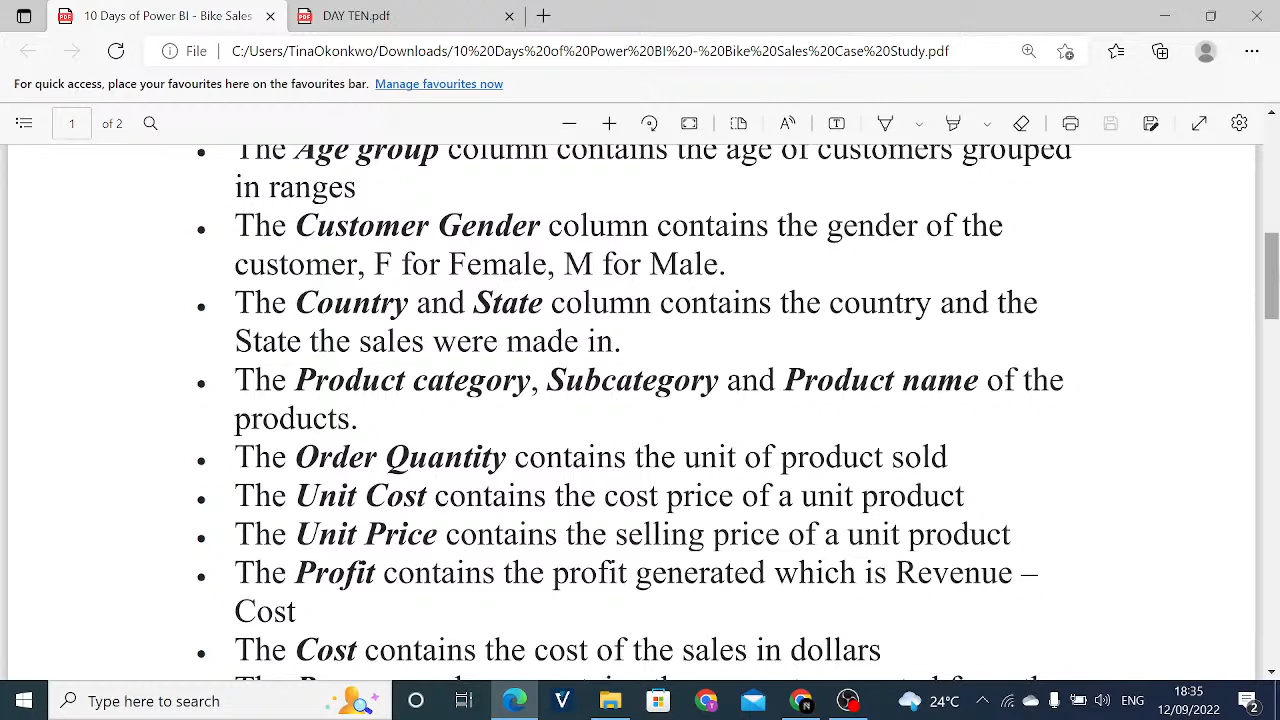 10 Days of Power BI - Bike Sales
DAY TEN.pdf
File
C:/Users/TinaOkonkwo/Downloads/10%20Days%20of%20Power%20BI%20-%20Bike%20Sales%20Case%20Study.pdf
For quick access, place your favourites here on the favourites bar. Manage favourites now
1 of 2
The Age group column contains the age of customers grouped
in ranges
The Customer Gender column contains the gender of the
customer, F for Female, M for Male.
The Country and State column contains the country and the
State the sales were made in.
The Product category, Subcategory and Product name of the
products.
The Order Quantity contains the unit of product sold
The Unit Cost contains the cost price of a unit product
The Unit Price contains the selling price of a unit product
The Profit contains the profit generated which is Revenue –
Cost
The Cost contains the cost of the sales in dollars
Type here to search
24°C
ENG
18:35
12/09/2022
2